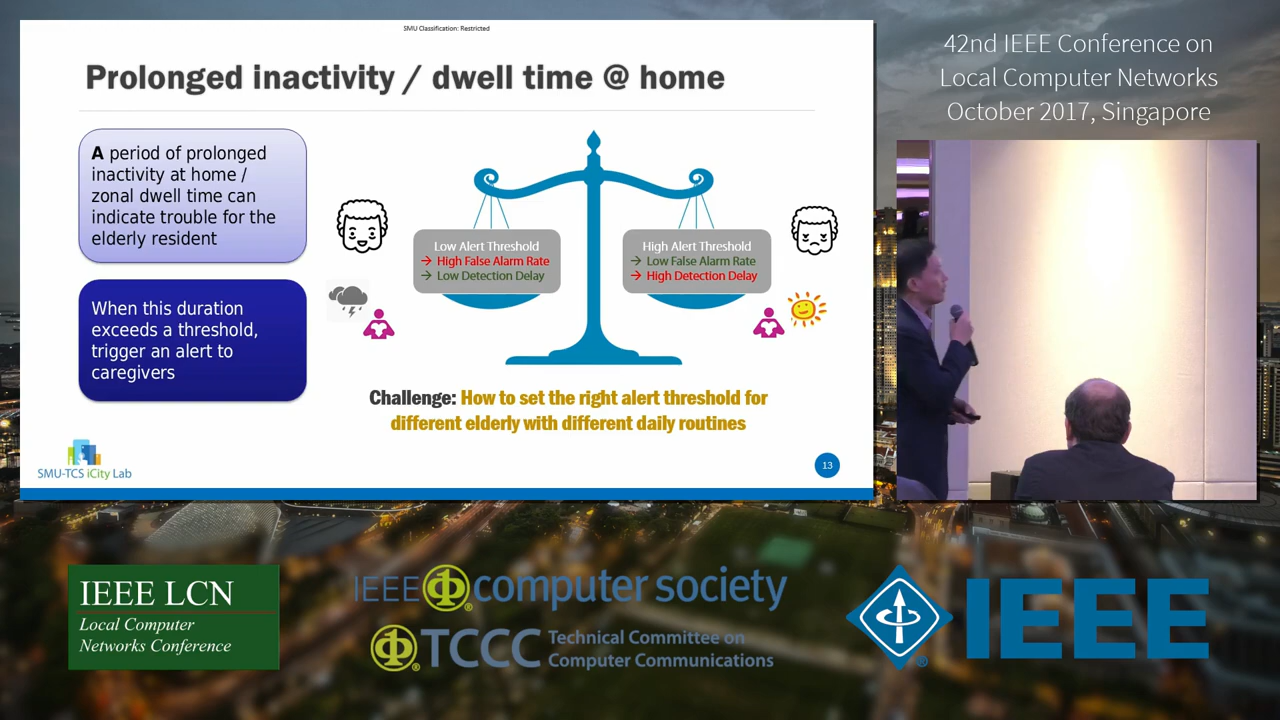 SMU Classification: Restricted
Prolonged inactivity / dwell time @ home
A period of prolonged
inactivity at home /
zonal dwell time can
indicate trouble for the
elderly resident
When this duration
exceeds a threshold,
trigger an alert to
caregivers
Low Alert Threshold
→ High False Alarm Rate
→ Low Detection Delay
High Alert Threshold
→ Low False Alarm Rate
→ High Detection Delay
Challenge: How to set the right alert threshold for
different elderly with different daily routines
SMU-TCS iCity Lab
13
42nd IEEE Conference on
Local Computer Networks
October 2017, Singapore
IEEE LCN
Local Computer
Networks Conference
IEEE computer society
TCCC Technical Committee on
Computer Communications
IEEE